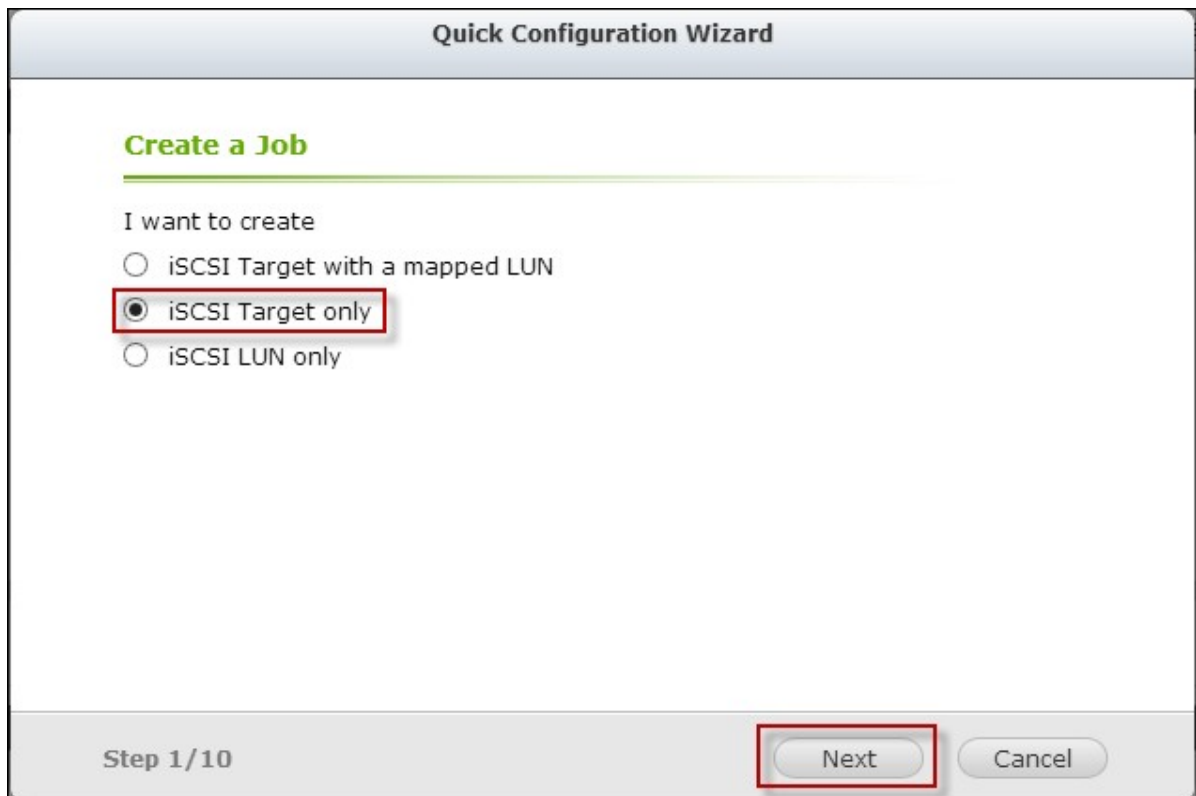 Quick Configuration Wizard
Create a Job
I want to create
iSCSI Target with a mapped LUN
iSCSI Target only
iSCSI LUN only
Step 1/10
Next
Cancel